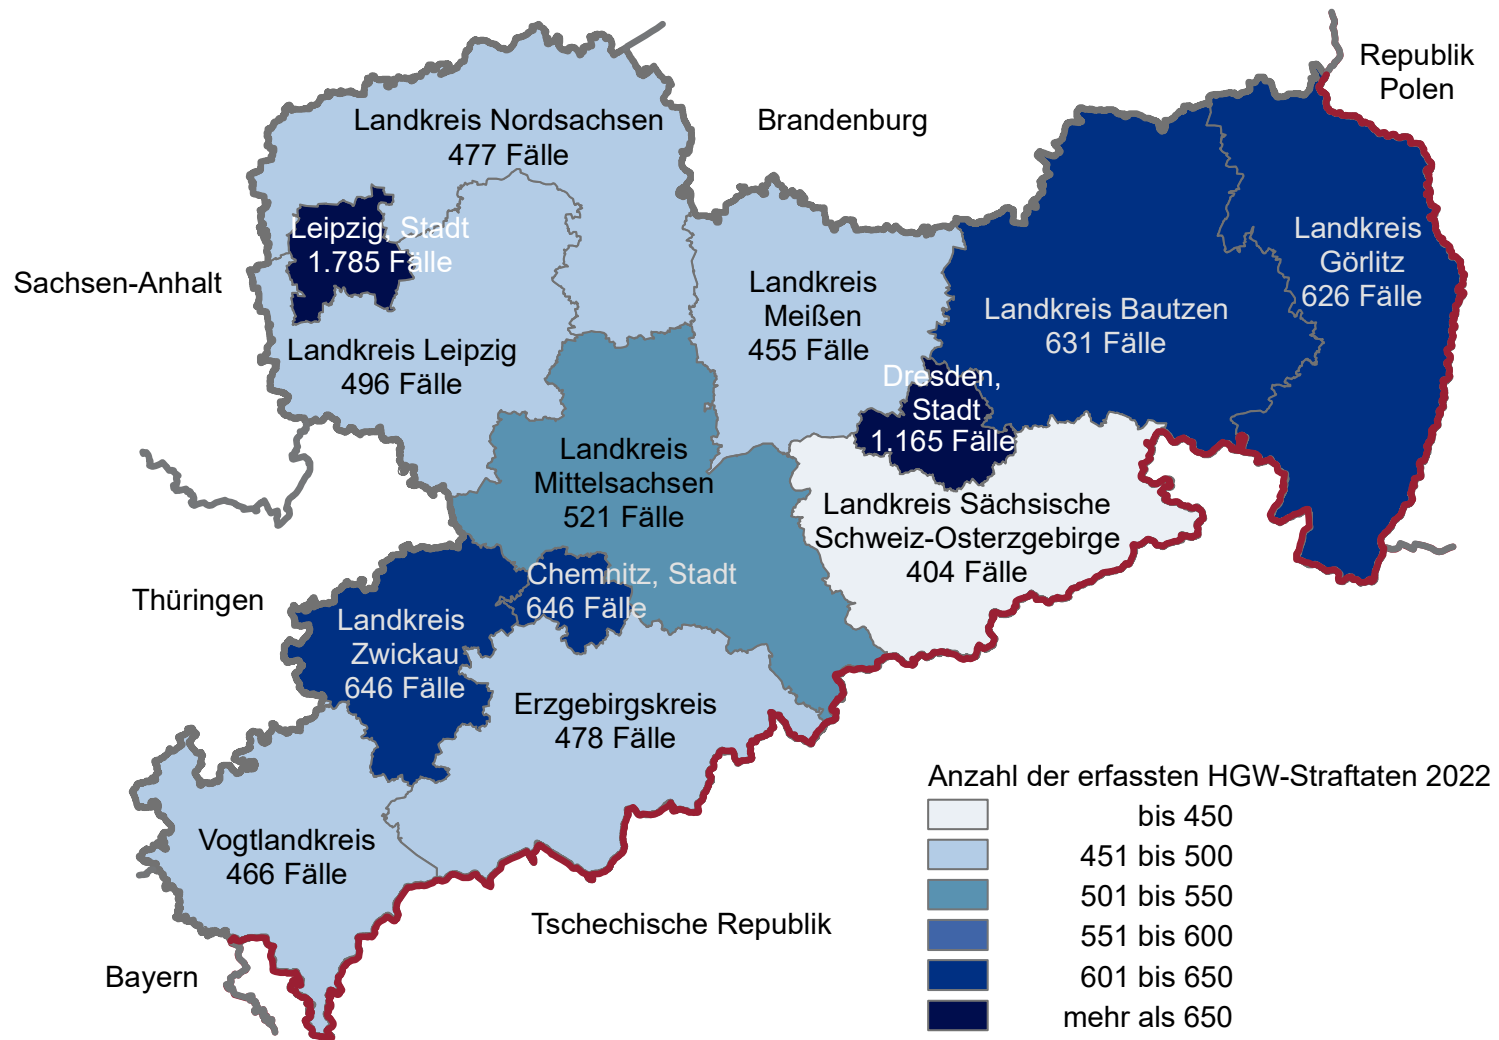 Republik
Polen
Landkreis Nordsachsen
477 Fälle
Brandenburg
Leipzig, Stadt
1.785 Fälle
Landkreis
Görlitz
626 Fälle
Sachsen-Anhalt
Landkreis
Meißen
455 Fälle
Landkreis Bautzen
631 Fälle
Landkreis Leipzig
496 Fälle
Dresden,
Stadt
1.165 Fälle
Landkreis
Mittelsachsen
521 Fälle
Landkreis Sächsische
Schweiz-Osterzgebirge
404 Fälle
Chemnitz, Stadt
646 Fälle
Thüringen
Landkreis
Zwickau
646 Fälle
Erzgebirgskreis
478 Fälle
Vogtlandkreis
466 Fälle
Tschechische Republik
Bayern
Anzahl der erfassten HGW-Straftaten 2022
bis 450
451 bis 500
501 bis 550
551 bis 600
601 bis 650
mehr als 650